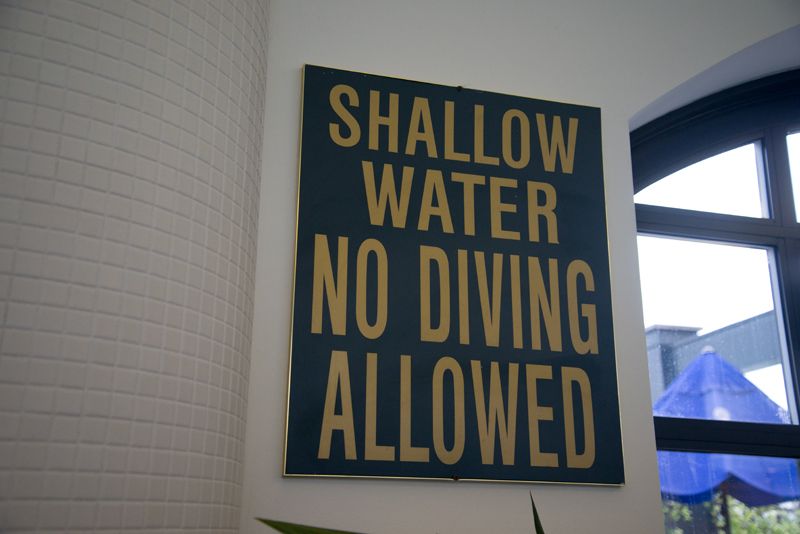 SHALLOW
WATER
NO DIVING
ALLOWED